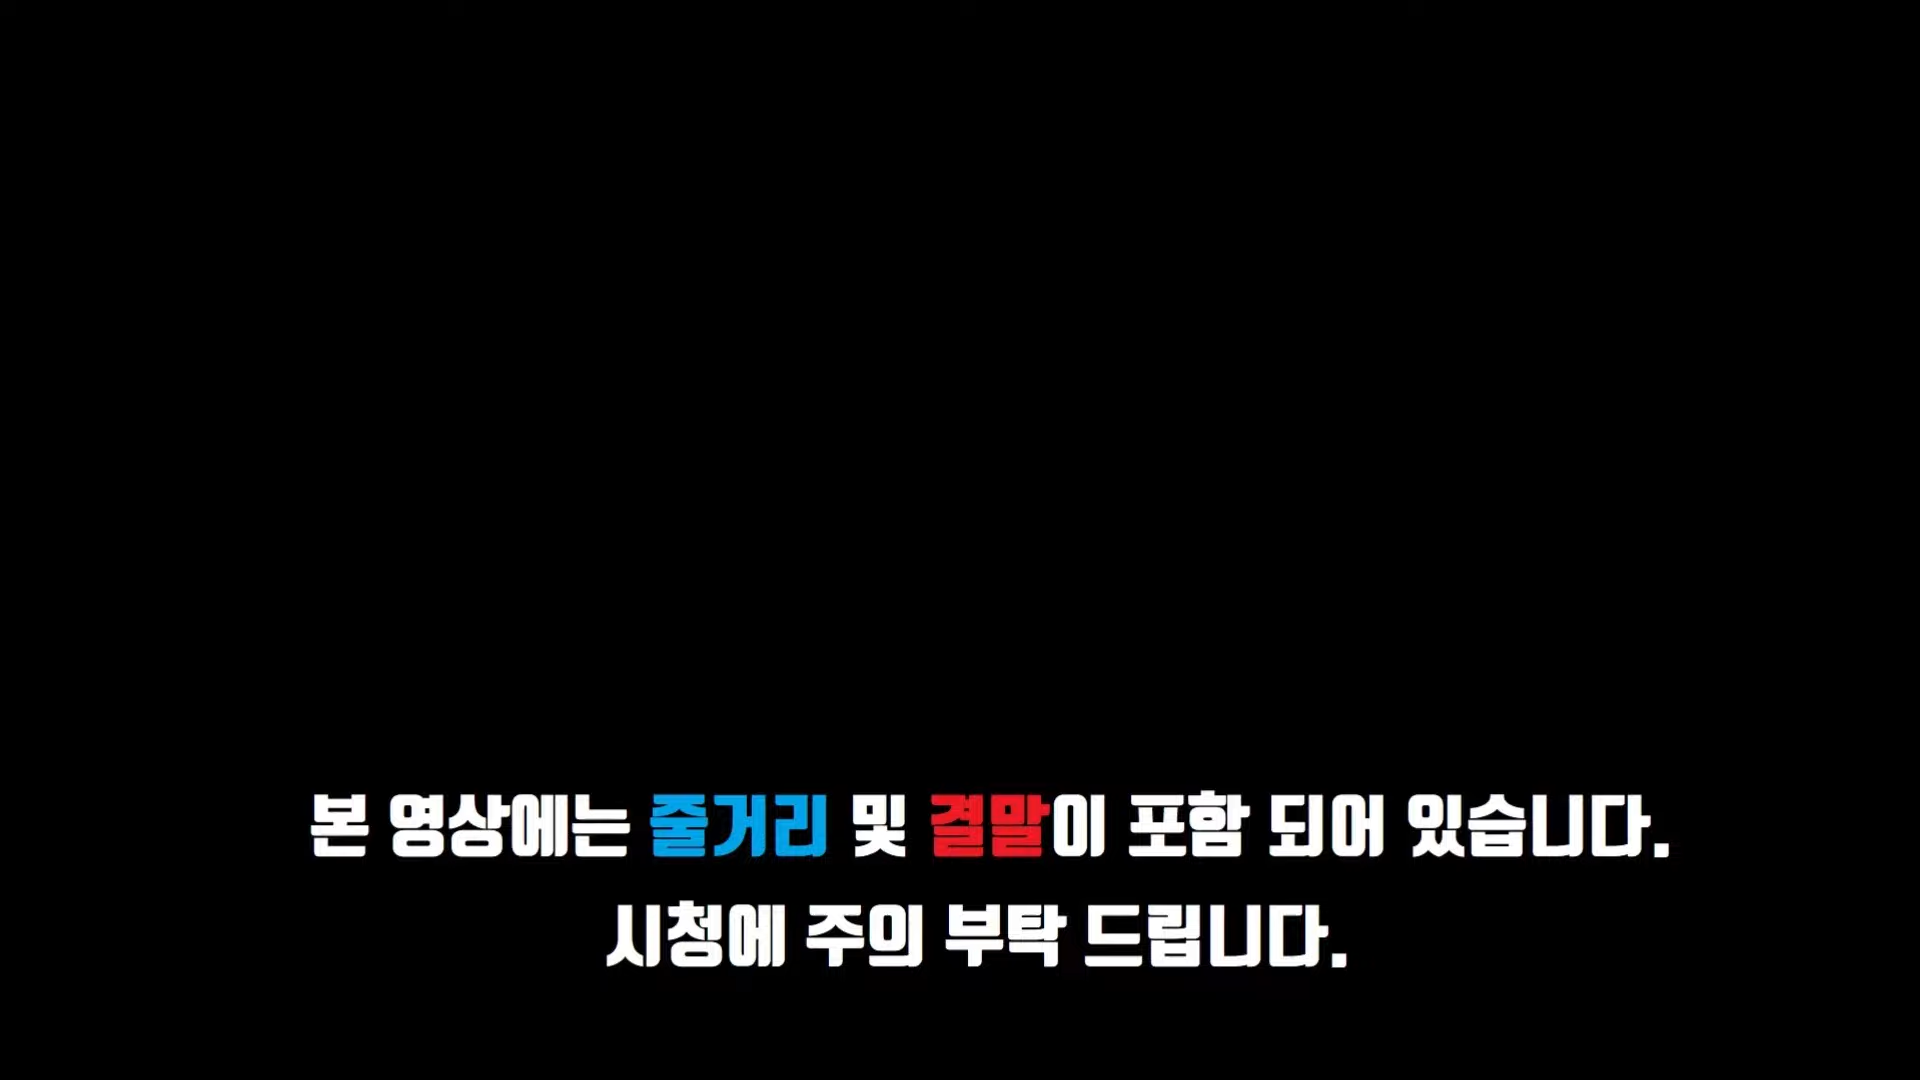 본 영상에는 줄거리 및 결말이 포함 되어 있습니다.
시청에 주의 부탁 드립니다.